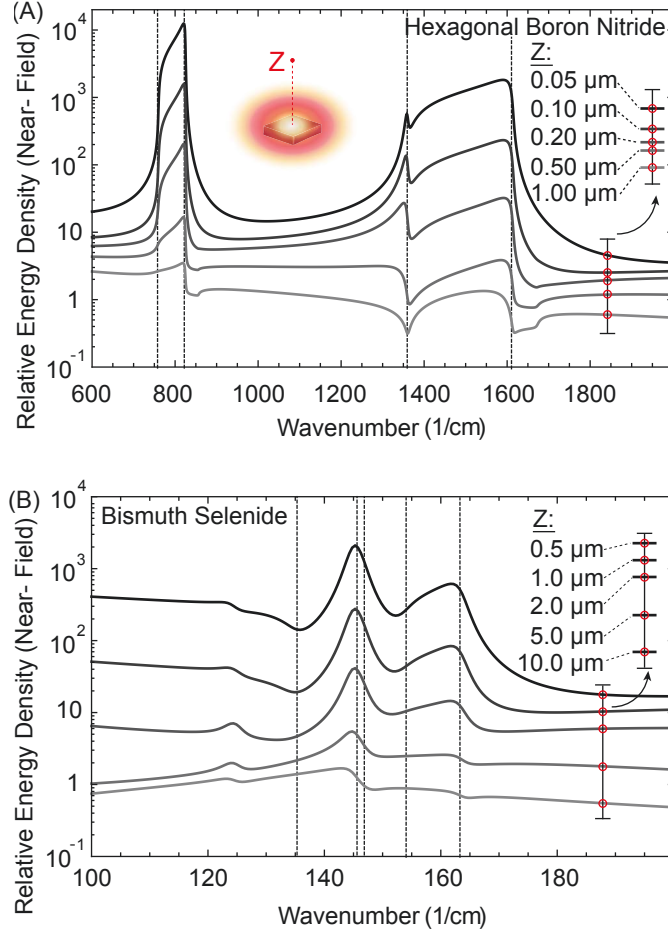 (A)
Hexagonal Boron Nitride
Z:
0.05 µm
0.10 µm
0.20 µm
0.50 µm
1.00 µm
Z
Relative Energy Density (Near- Field)
10^4
10^3
10^2
10
1
10^-1
600 800 1000 1200 1400 1600 1800
Wavenumber (1/cm)
(B)
Bismuth Selenide
Z:
0.5 µm
1.0 µm
2.0 µm
5.0 µm
10.0 µm
Relative Energy Density (Near- Field)
10^4
10^3
10^2
10
1
10^-1
100 120 140 160 180
Wavenumber (1/cm)